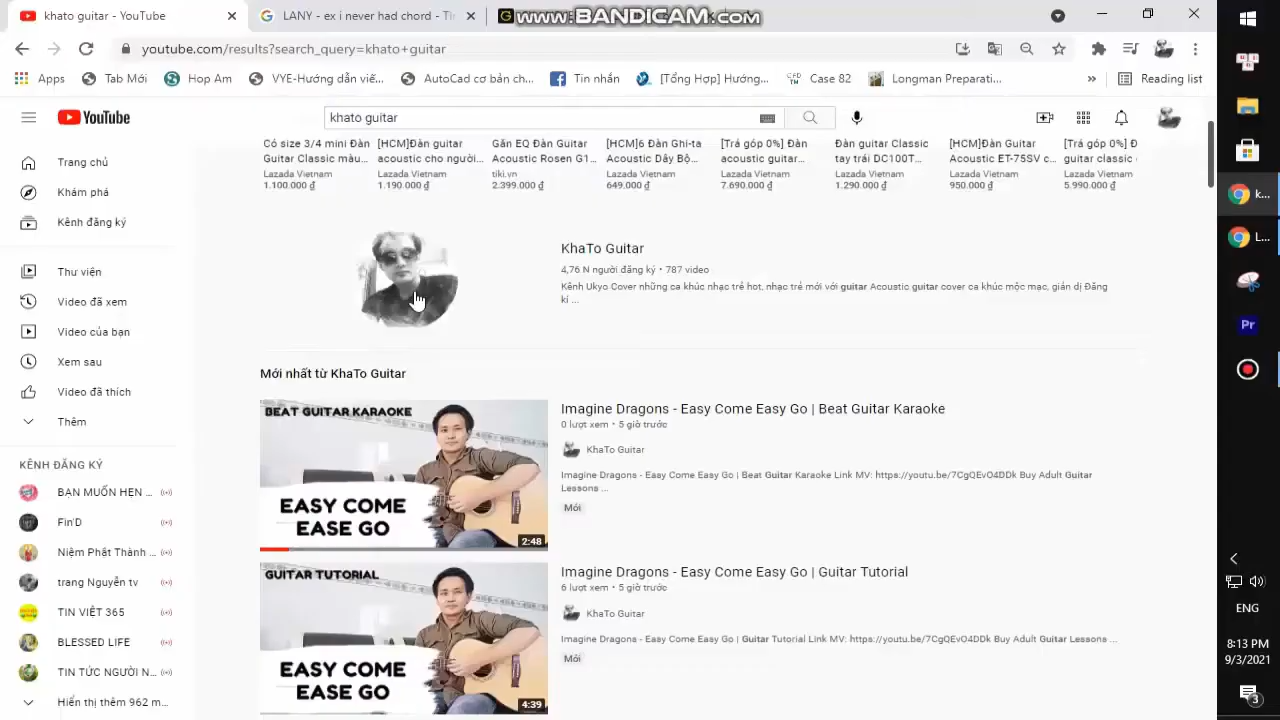 khato guitar - YouTube
LANY - ex i never had chord - Ti
www.BANDICAM.com
youtube.com/results?search_query=khato+guitar
Apps
Tab Mới
Hop Am
VYE-Hướng dẫn viê...
AutoCad cơ bản ch...
Tin nhắn
[Tổng Hợp] Hướng...
Case 82
Longman Preparati...
»
Reading list
YouTube
khato guitar
Có size 3/4 mini Đàn Guitar Classic màu...
Lazada Vietnam
1.100.000 ₫
[HCM]Đàn guitar acoustic cho người...
Lazada Vietnam
1.190.000 ₫
Gắn EQ Đàn Guitar Acoustic Rosen G1...
tiki.vn
2.399.000 ₫
[HCM]6 Dây Đàn Ghi-ta Acoustic Dây Bộ...
Lazada Vietnam
649.000 ₫
[Trả góp 0%] Đàn acoustic guitar...
Lazada Vietnam
7.690.000 ₫
Đàn guitar Classic tay trái DC100T...
Lazada Vietnam
1.290.000 ₫
[HCM]Đàn Guitar Acoustic ET-75SV c...
Lazada Vietnam
950.000 ₫
[Trả góp 0%] Đ
guitar classic
Lazada Vietnam
5.990.000 ₫
Trang chủ
Khám phá
Kênh đăng ký
Thư viện
Video đã xem
Video của bạn
Xem sau
Video đã thích
Thêm
KÊNH ĐĂNG KÝ
BẠN MUỐN HẸN ...
Fin'D
Niệm Phật Thành ...
trang Nguyễn tv
TIN VIỆT 365
BLESSED LIFE
TIN TỨC NGƯỜI N...
Hiển thị thêm 962 m...
KhaTo Guitar
4,76 N người đăng ký • 787 video
Kênh Ukyo Cover những ca khúc nhạc trẻ hot, nhạc trẻ mới với guitar Acoustic guitar cover ca khúc mộc mạc, giản dị Đăng
kí ...
Mới nhất từ KhaTo Guitar
BEAT GUITAR KARAOKE
EASY COME
EASE GO
2:48
Imagine Dragons - Easy Come Easy Go | Beat Guitar Karaoke
0 lượt xem • 5 giờ trước
KhaTo Guitar
Imagine Dragons - Easy Come Easy Go | Beat Guitar Karaoke Link MV: https://youtu.be/7CgQEvO4DDk Buy Adult Guitar
Lessons ...
Mới
GUITAR TUTORIAL
EASY COME
EASE GO
4:39
Imagine Dragons - Easy Come Easy Go | Guitar Tutorial
6 lượt xem • 5 giờ trước
KhaTo Guitar
Imagine Dragons - Easy Come Easy Go | Guitar Tutorial Link MV: https://youtu.be/7CgQEvO4DDk Buy Adult Guitar Lessons ...
Mới
k...
L...
Pr
ENG
8:13 PM
9/3/2021
3